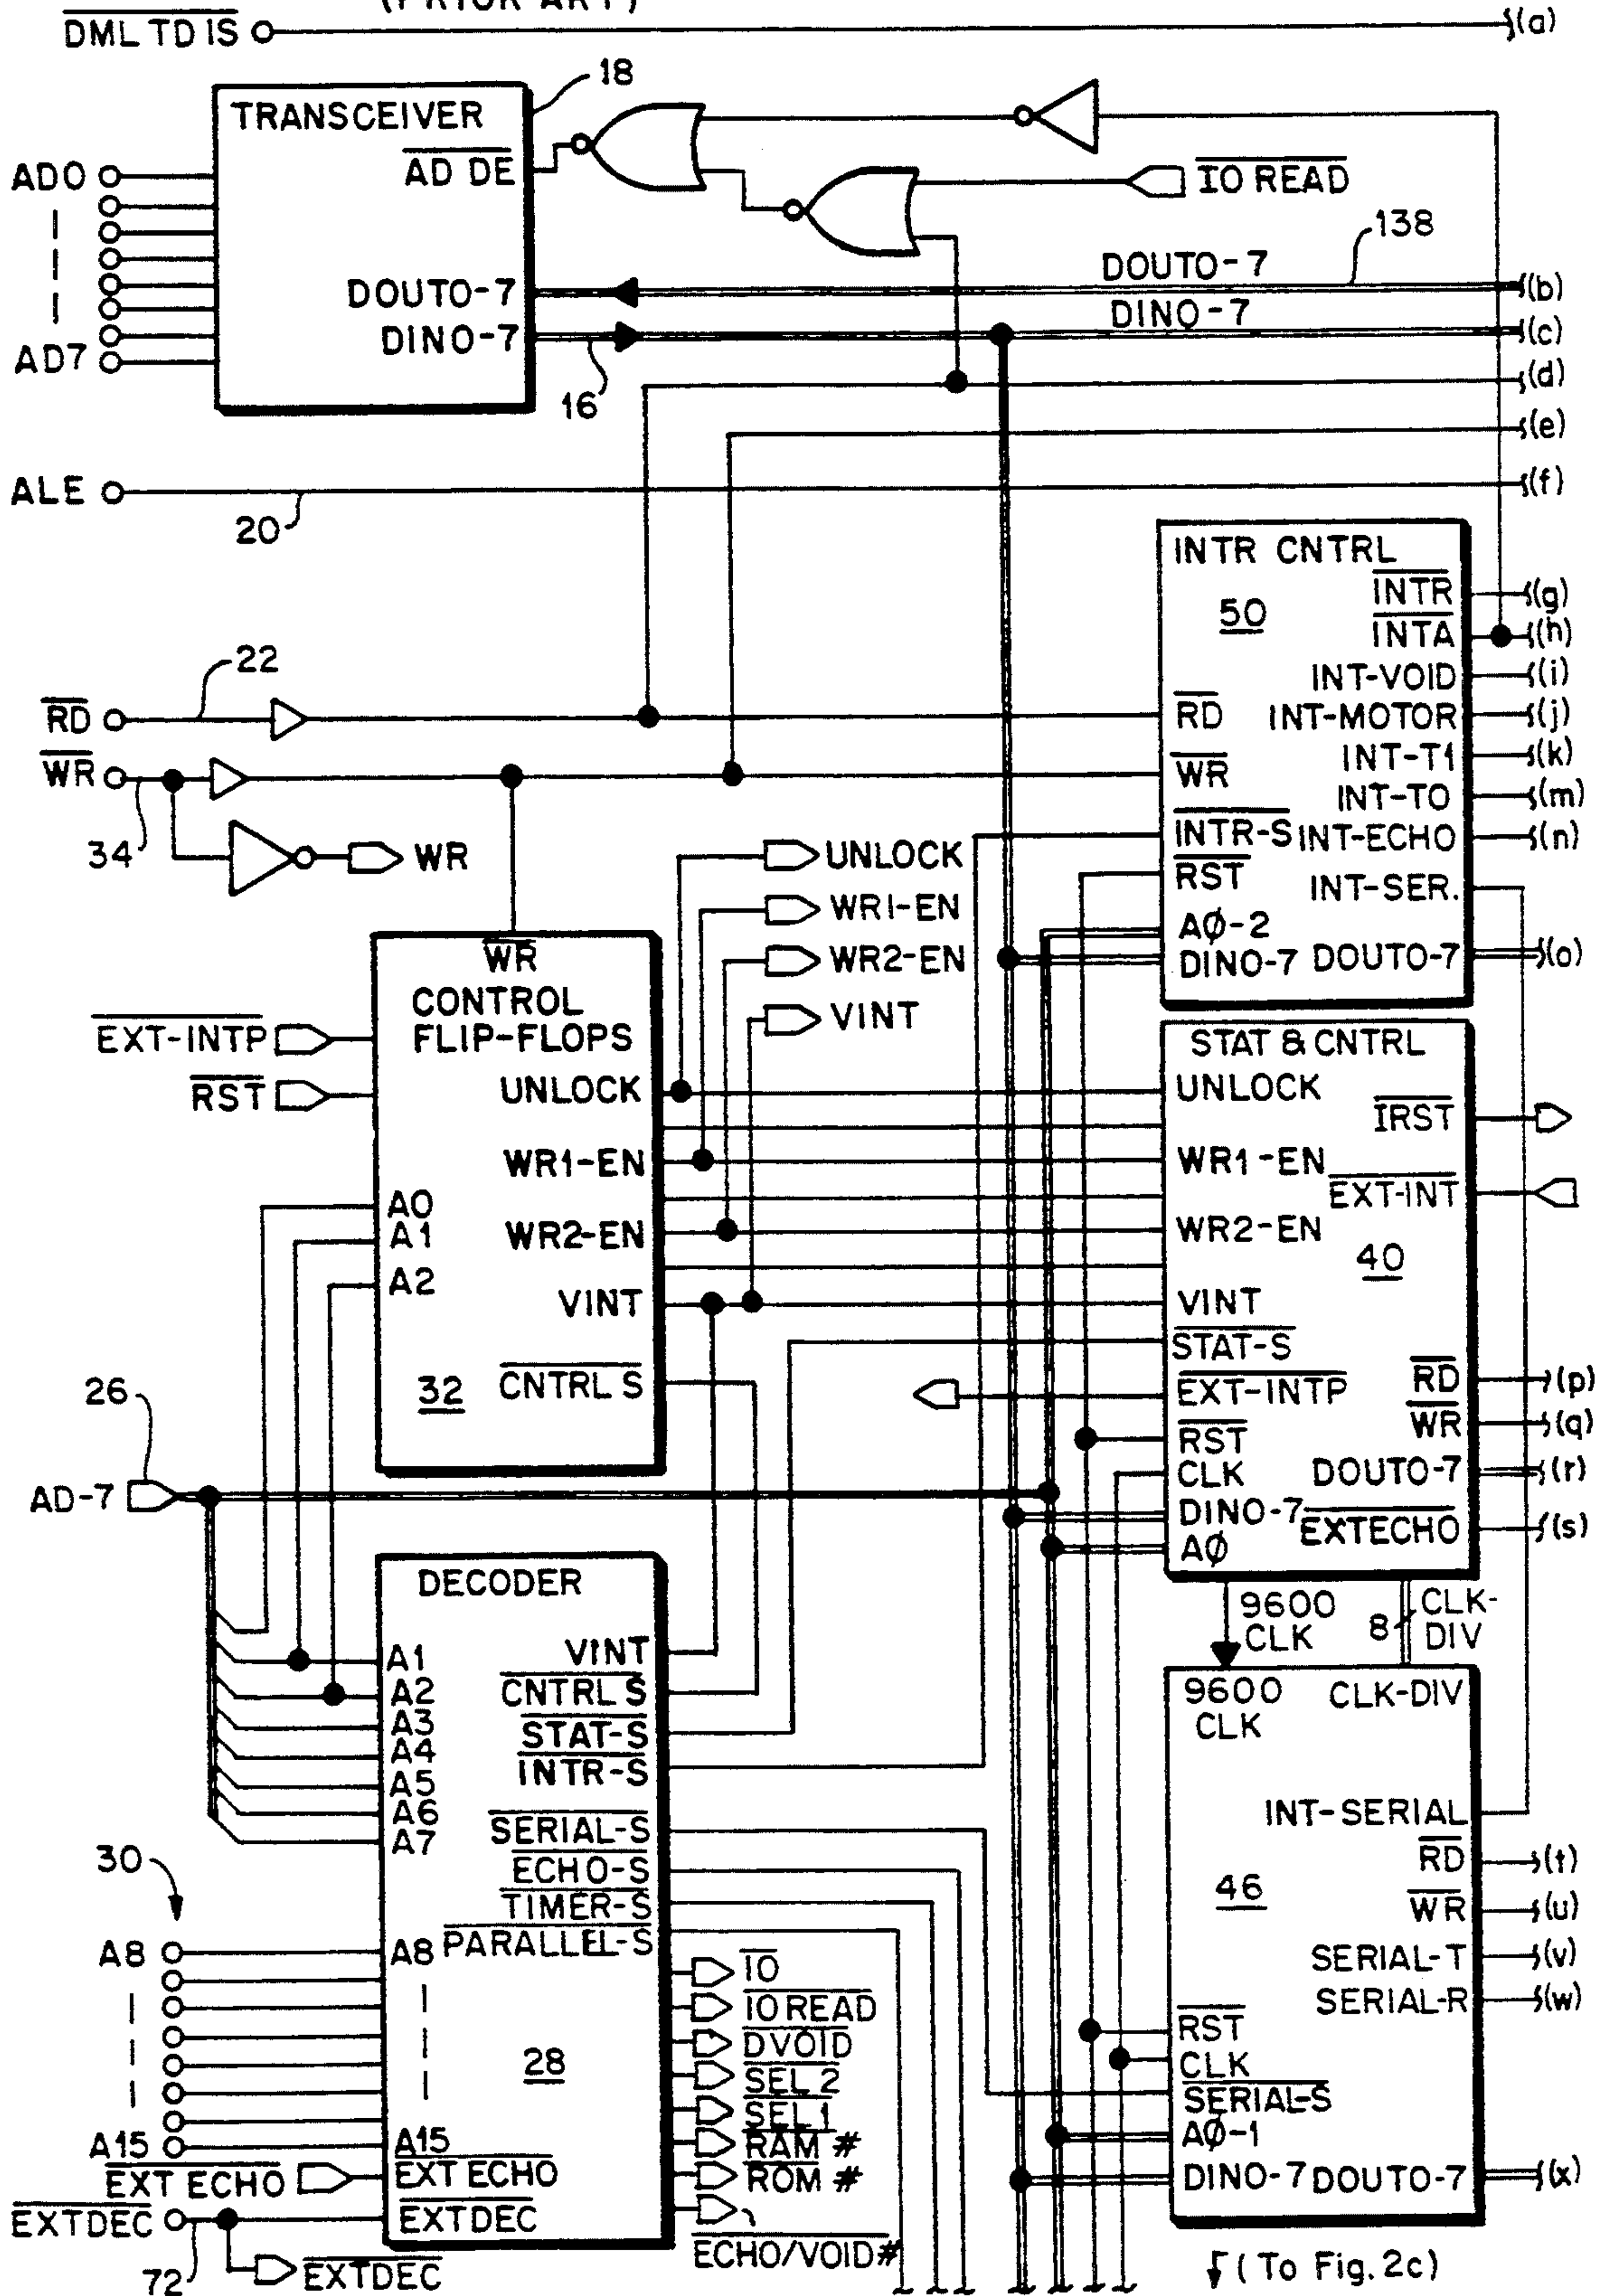 (PRIOR ART)
DML TD IS
(a)
TRANSCEIVER
18
AD DE
IO READ
AD0
AD7
138
DOUT0-7
DOUT0-7
(b)
DIN0-7
DIN0-7
(c)
16
(d)
(e)
ALE
20
(f)
INTR CNTRL
50
INTR
(g)
INTA
(h)
INT-VOID
(i)
22
RD
RD
INT-MOTOR
(j)
WR
WR
INT-T1
(k)
INT-T0
(m)
34
WR
INTR-S
INT-ECHO
(n)
RST
INT-SER.
AØ-2
DIN0-7
DOUT0-7
(o)
UNLOCK
WR1-EN
WR2-EN
VINT
WR
CONTROL
FLIP-FLOPS
EXT-INTP
RST
UNLOCK
WR1-EN
WR2-EN
VINT
CNTRL S
A0
A1
A2
32
STAT & CNTRL
UNLOCK
IRST
WR1-EN
EXT-INT
WR2-EN
40
VINT
STAT-S
EXT-INTP
RD
(p)
RST
WR
(q)
CLK
DOUT0-7
(r)
DIN0-7
EXTECHO
(s)
AØ
26
AD-7
9600
CLK
8
CLK-
DIV
DECODER
A1
A2
A3
A4
A5
A6
A7
VINT
CNTRL S
STAT-S
INTR-S
SERIAL-S
ECHO-S
TIMER-S
PARALLEL-S
30
A8
A8
A15
A15
28
IO
IO READ
DVOID
SEL 2
SEL 1
RAM #
ROM #
ECHO/VOID#
EXT ECHO
EXT ECHO
EXTDEC
EXTDEC
72
EXTDEC
9600
CLK
CLK-DIV
INT-SERIAL
46
RD
(t)
WR
(u)
SERIAL-T
(v)
SERIAL-R
(w)
RST
CLK
SERIAL-S
AØ-1
DIN0-7
DOUT0-7
(x)
(To Fig. 2c)